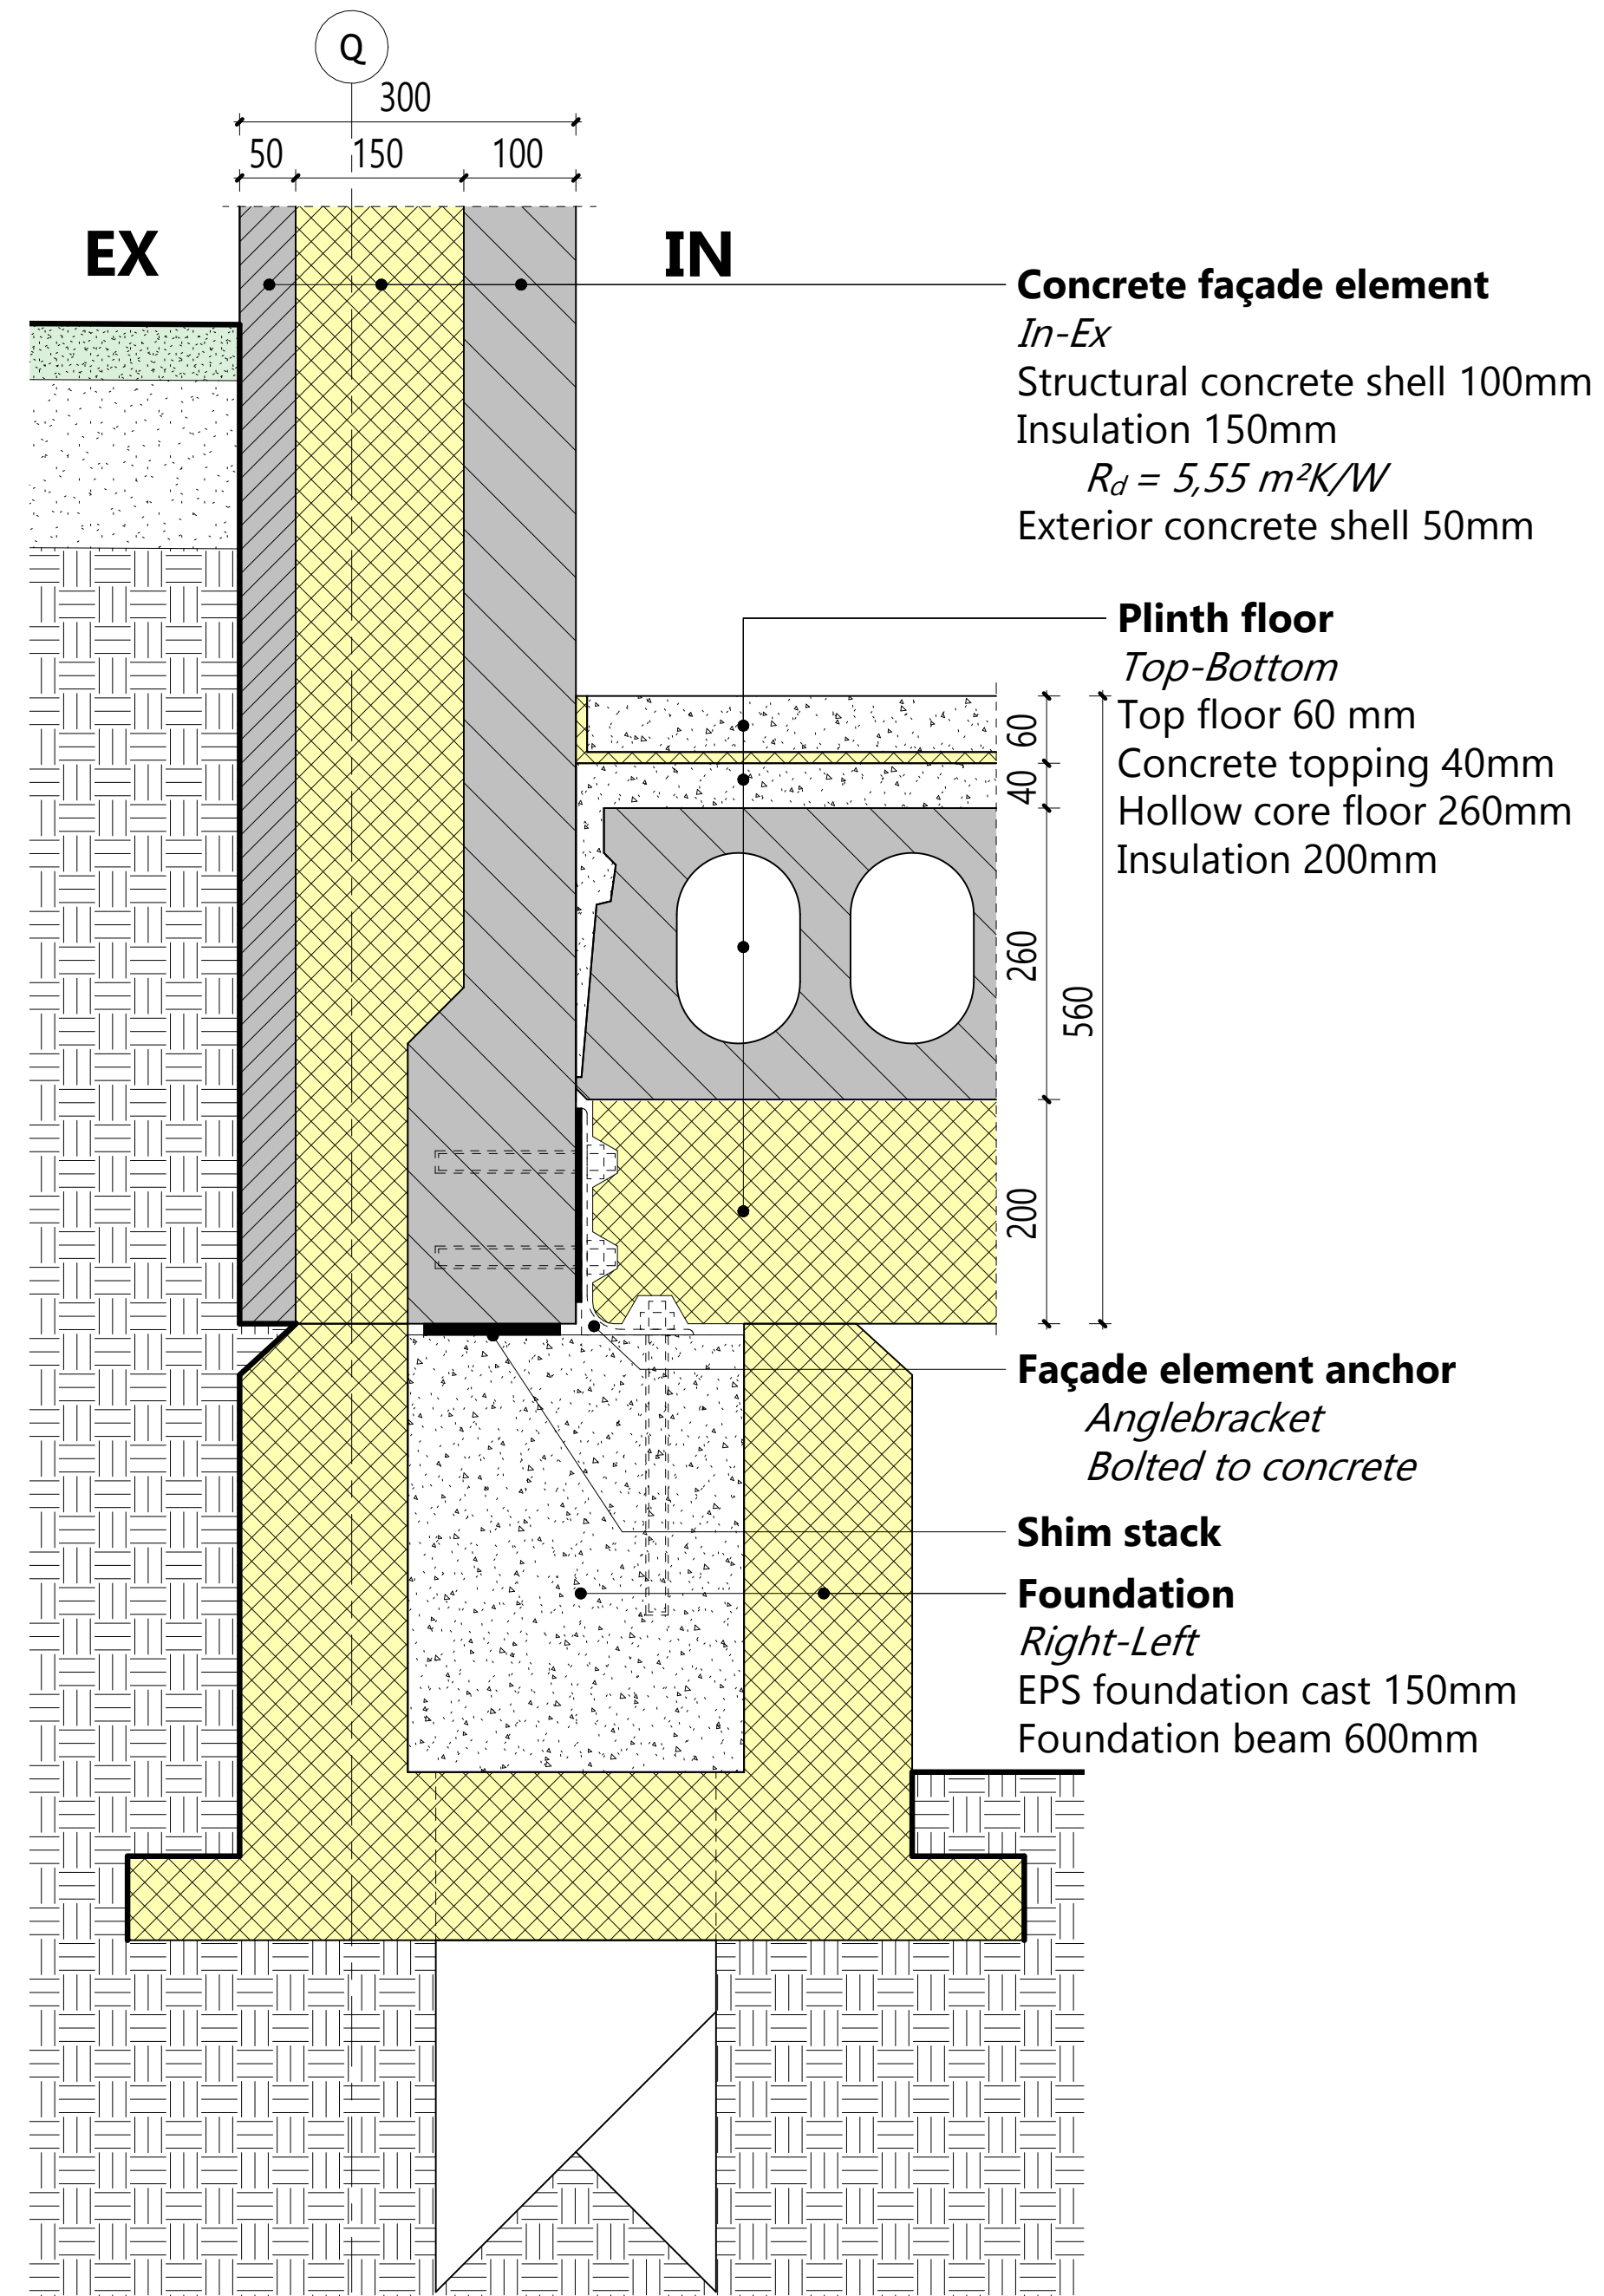 Q
300
50 150 100
EX IN
Concrete façade element
In-Ex
Structural concrete shell 100mm
Insulation 150mm
R_d = 5,55 m²K/W
Exterior concrete shell 50mm
Plinth floor
Top-Bottom
Top floor 60 mm
Concrete topping 40mm
Hollow core floor 260mm
Insulation 200mm
60
40
260
200
560
Façade element anchor
Anglebracket
Bolted to concrete
Shim stack
Foundation
Right-Left
EPS foundation cast 150mm
Foundation beam 600mm